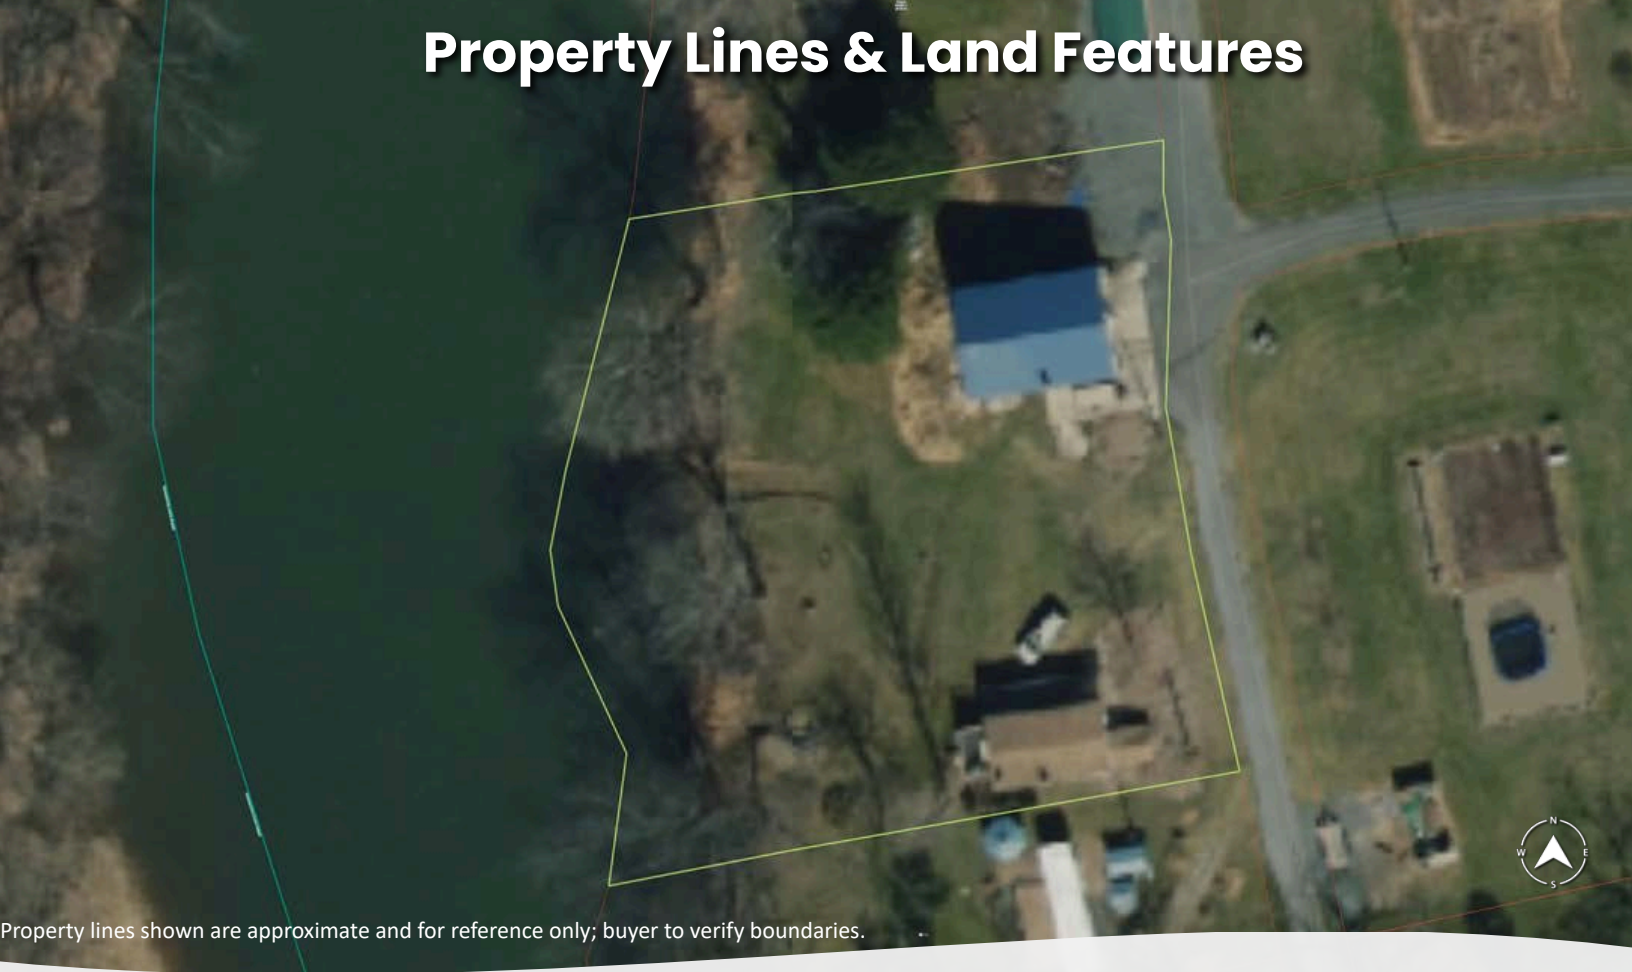 Property Lines & Land Features
N
W E
S
Property lines shown are approximate and for reference only; buyer to verify boundaries.